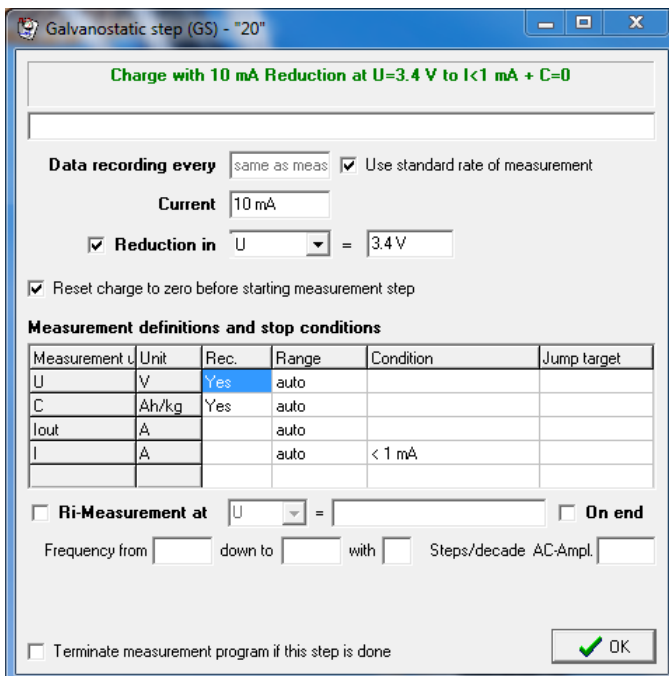 Galvanostatic step (GS) - "20"
Charge with 10 mA Reduction at U=3.4 V to I<1 mA + C=0
Data recording every same as meas Use standard rate of measurement
Current 10 mA
Reduction in U = 3.4 V
Reset charge to zero before starting measurement step
Measurement definitions and stop conditions
Measurement u Unit Rec. Range Condition Jump target
U V Yes auto
C Ah/kg Yes auto
Iout A auto
I A auto < 1 mA
Ri-Measurement at U = On end
Frequency from down to with Steps/decade AC-Ampl.
Terminate measurement program if this step is done OK